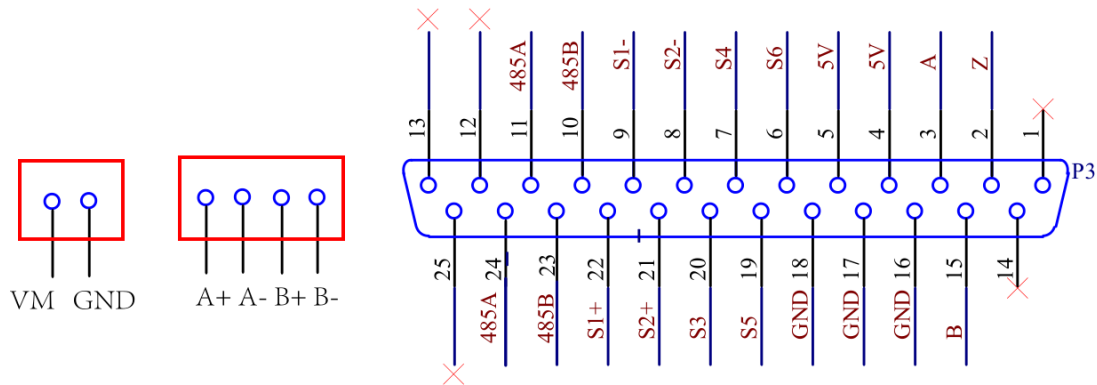 485A 485B S1- S2- S4 S6 5V 5V A Z
13 12 11 10 9 8 7 6 5 4 3 2 1
P3
25 24 23 22 21 20 19 18 17 16 15 14
485A 485B S1+ S2+ S3 S5 GND GND GND B
VM GND
A+ A- B+ B-